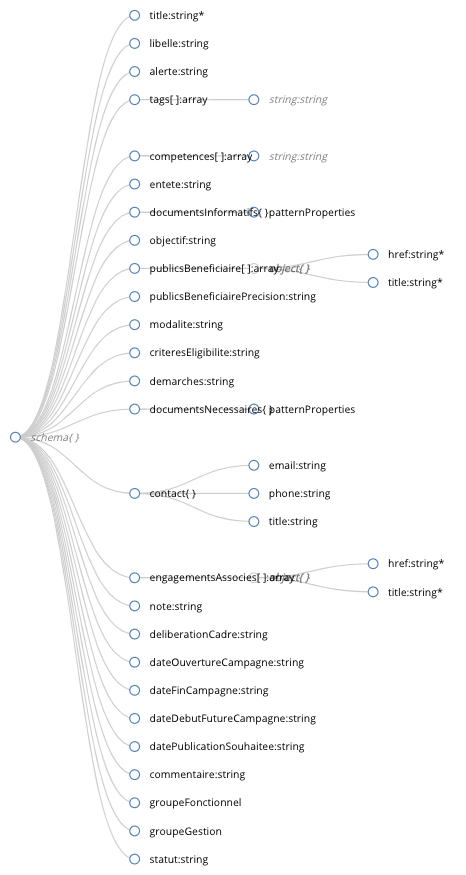 title:string*
libelle:string
alerte:string
tags[ ]:array
string:string
competences[ ]:array
string:string
entete:string
documentsInformatifs{ }
patternProperties
objectif:string
href:string*
publicsBeneficiaire[ ]:array
object{ }
title:string*
publicsBeneficiairePrecision:string
modalite:string
criteresEligibilite:string
demarches:string
documentsNecessaires{ }
patternProperties
schema{ }
email:string
contact{ }
phone:string
title:string
href:string*
engagementsAssocies[ ]:array
object{ }
title:string*
note:string
deliberationCadre:string
dateOuvertureCampagne:string
dateFinCampagne:string
dateDebutFutureCampagne:string
datePublicationSouhaitee:string
commentaire:string
groupeFonctionnel
groupeGestion
statut:string